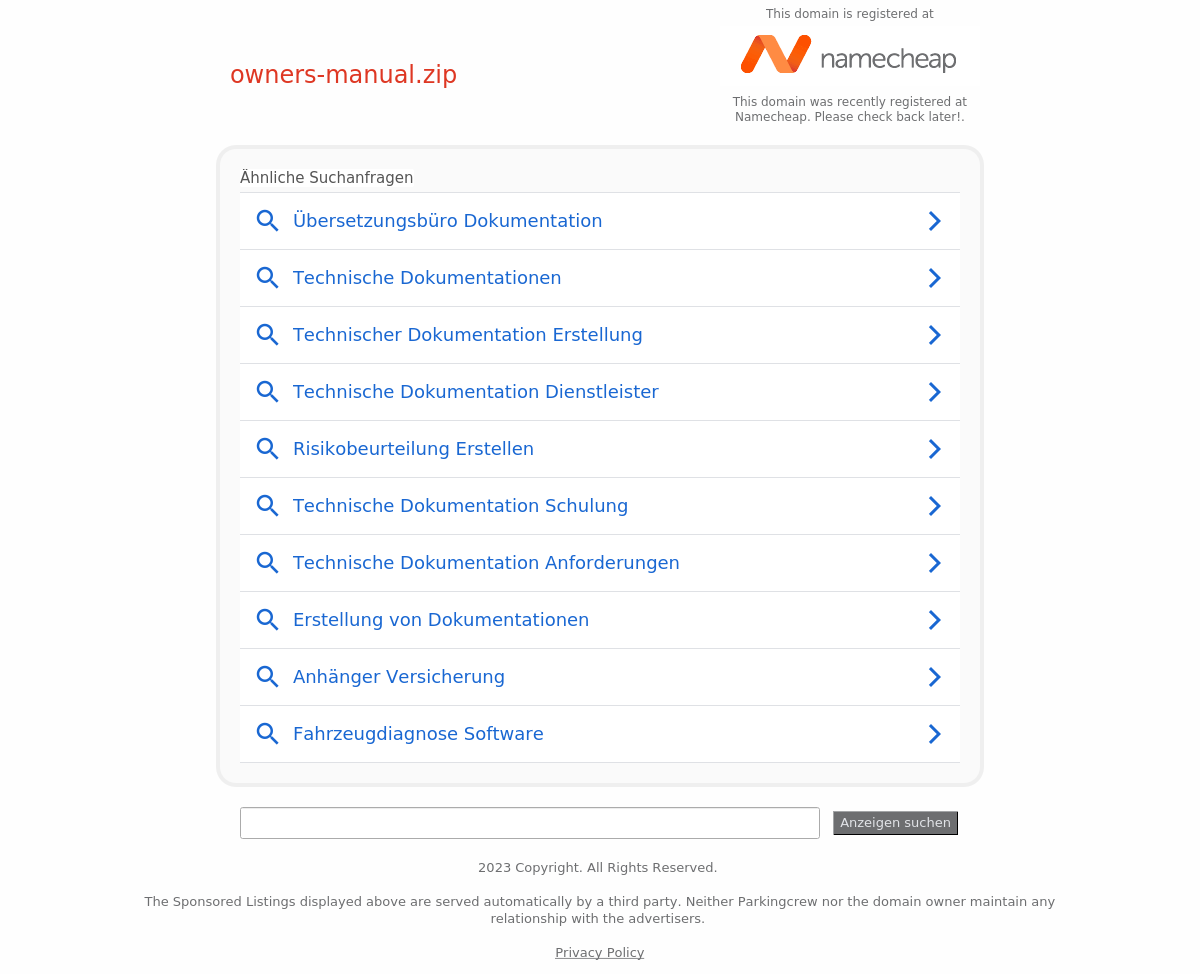 This domain is registered at
namecheap
owners-manual.zip
This domain was recently registered at
Namecheap. Please check back later!.
Ähnliche Suchanfragen
Übersetzungsbüro Dokumentation
Technische Dokumentationen
Technischer Dokumentation Erstellung
Technische Dokumentation Dienstleister
Risikobeurteilung Erstellen
Technische Dokumentation Schulung
Technische Dokumentation Anforderungen
Erstellung von Dokumentationen
Anhänger Versicherung
Fahrzeugdiagnose Software
Anzeigen suchen
2023 Copyright. All Rights Reserved.
The Sponsored Listings displayed above are served automatically by a third party. Neither Parkingcrew nor the domain owner maintain any
relationship with the advertisers.
Privacy Policy